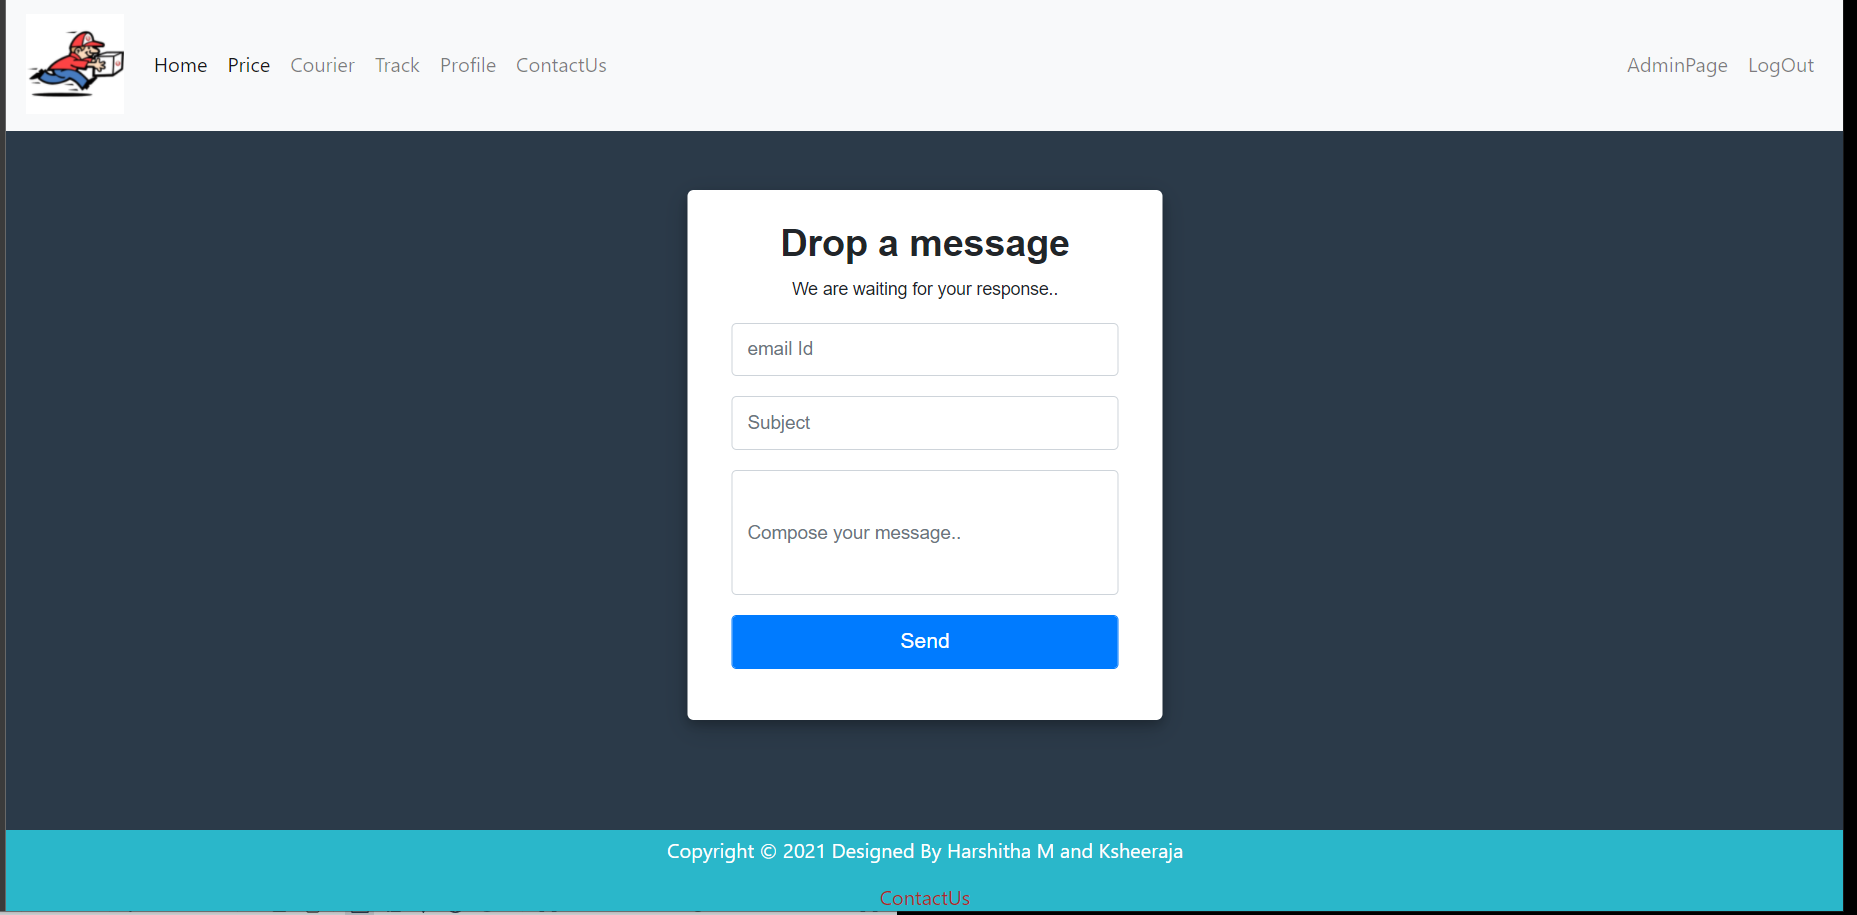 Home Price Courier Track Profile ContactUs AdminPage LogOut
Drop a message
We are waiting for your response..
email Id
Subject
Compose your message..
Send
Copyright © 2021 Designed By Harshitha M and Ksheeraja
ContactUs